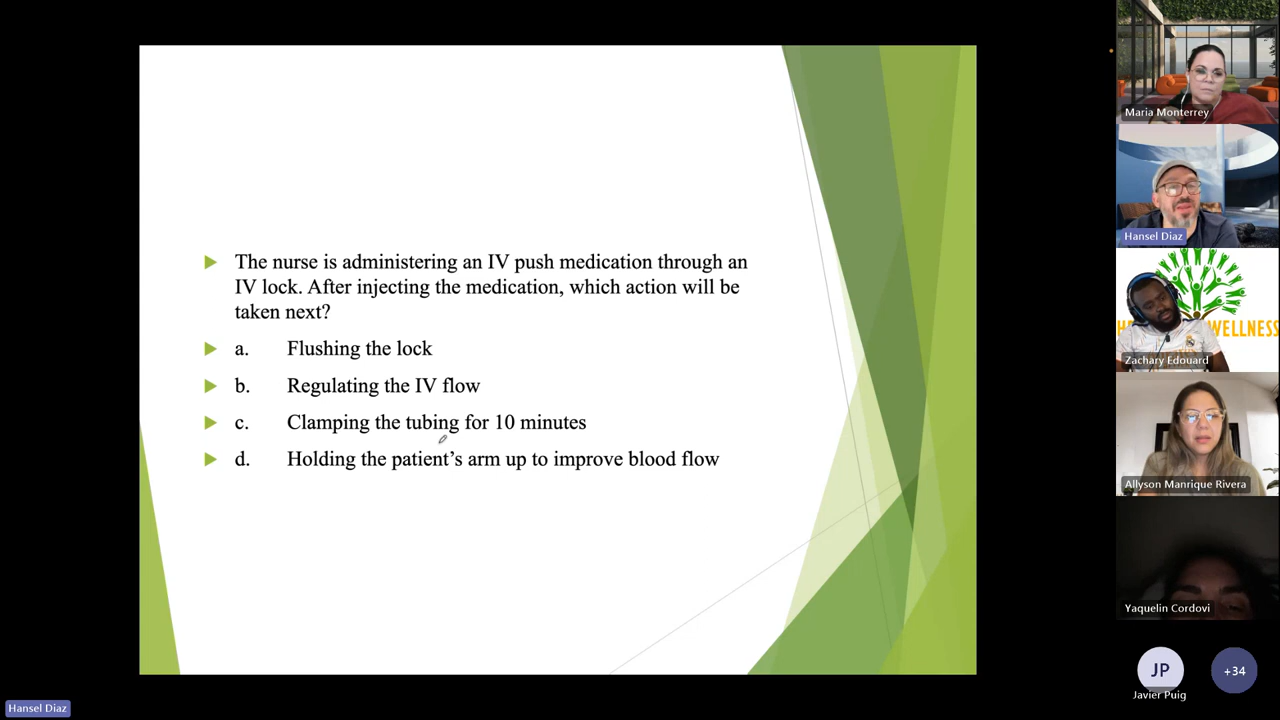 The nurse is administering an IV push medication through an
IV lock. After injecting the medication, which action will be
taken next?
a. Flushing the lock
b. Regulating the IV flow
c. Clamping the tubing for 10 minutes
d. Holding the patient's arm up to improve blood flow
Maria Monterrey
Hansel Diaz
WELLNESS
Zachary Edouard
Allyson Manrique Rivera
Yaquelin Cordovi
JP
Javier Puig
+34
Hansel Diaz